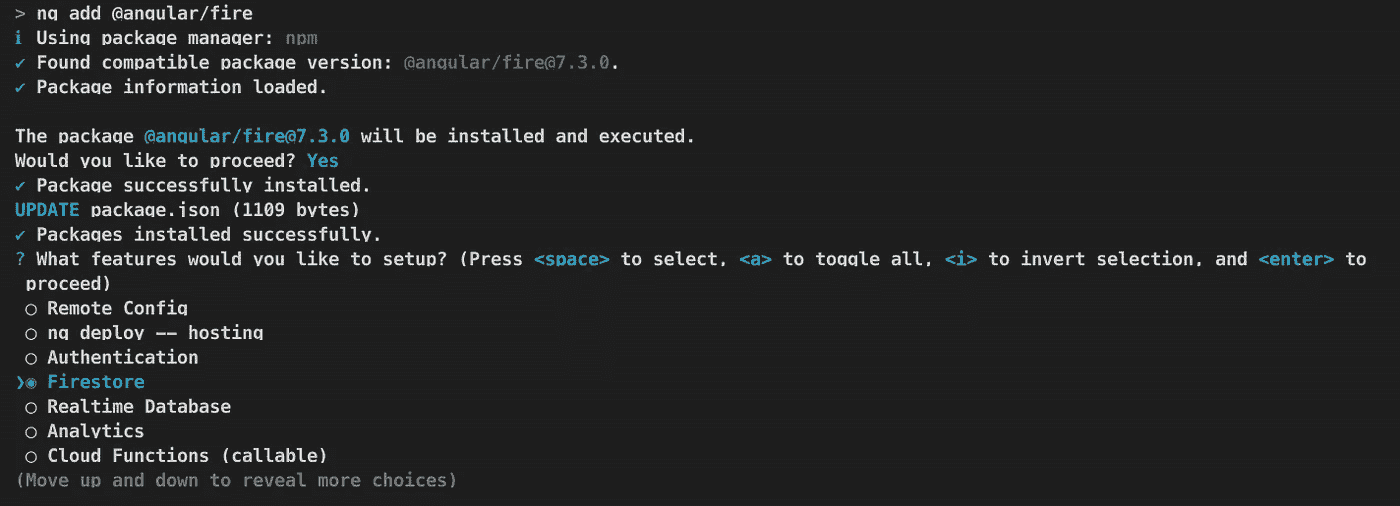 > ng add @angular/fire
ℹ Using package manager: npm
✔ Found compatible package version: @angular/fire@7.3.0.
✔ Package information loaded.

The package @angular/fire@7.3.0 will be installed and executed.
Would you like to proceed? Yes
✔ Package successfully installed.
UPDATE package.json (1109 bytes)
✔ Packages installed successfully.
? What features would you like to setup? (Press <space> to select, <a> to toggle all, <i> to invert selection, and <enter> to
proceed)
◯ Remote Config
◯ ng deploy -- hosting
◯ Authentication
❯◉ Firestore
◯ Realtime Database
◯ Analytics
◯ Cloud Functions (callable)
(Move up and down to reveal more choices)